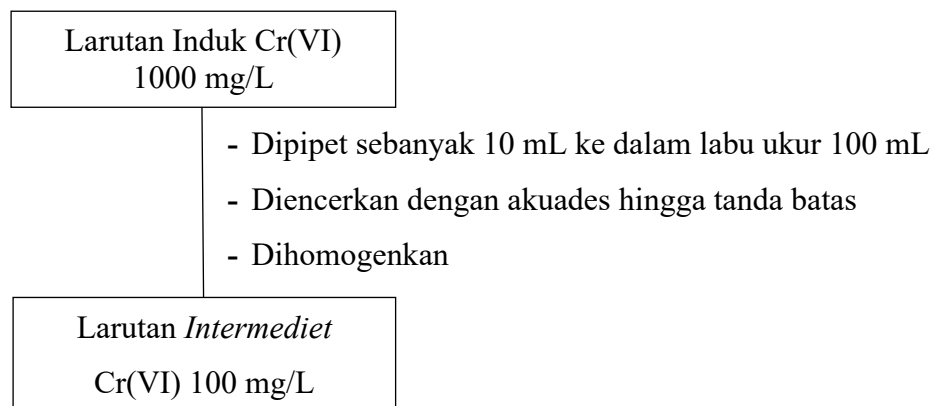 Larutan Induk Cr(VI)
1000 mg/L
- Dipipet sebanyak 10 mL ke dalam labu ukur 100 mL
- Diencerkan dengan akuades hingga tanda batas
- Dihomogenkan
Larutan Intermediet
Cr(VI) 100 mg/L